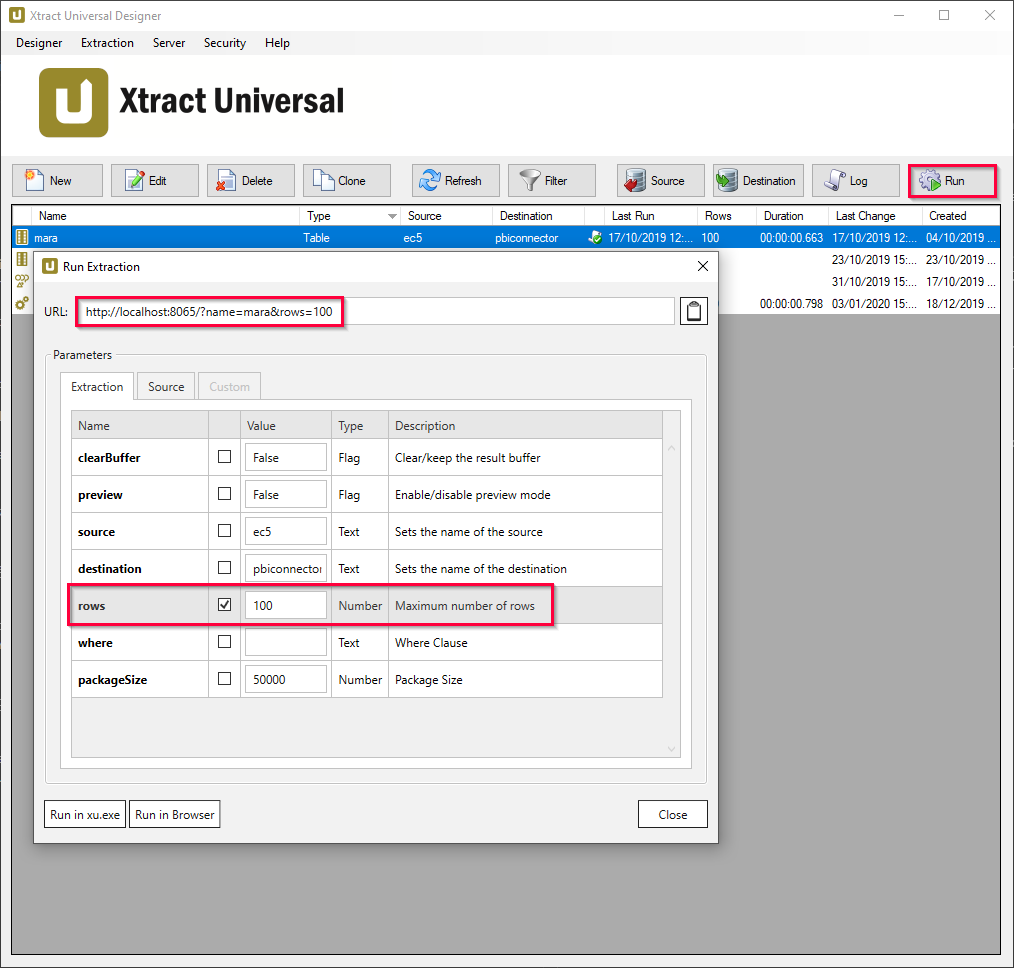 Xtract Universal Designer
Designer Extraction Server Security Help
Xtract Universal
New Edit Delete Clone Refresh Filter Source Destination Log Run
Name Type Source Destination Last Run Rows Duration Last Change Created
mara Table ec5 pbiconnector 17/10/2019 12:... 100 00:00:00.663 17/10/2019 12:... 04/10/2019 ...
23/10/2019 15:... 23/10/2019 ...
31/10/2019 15:... 17/10/2019 ...
00:00:00.798 03/01/2020 15:... 18/12/2019 ...
Run Extraction
URL: http://localhost:8065/?name=mara&rows=100
Parameters
Extraction Source Custom
Name Value Type Description
clearBuffer False Flag Clear/keep the result buffer
preview False Flag Enable/disable preview mode
source ec5 Text Sets the name of the source
destination pbiconnector Text Sets the name of the destination
rows 100 Number Maximum number of rows
where Text Where Clause
packageSize 50000 Number Package Size
Run in xu.exe Run in Browser Close